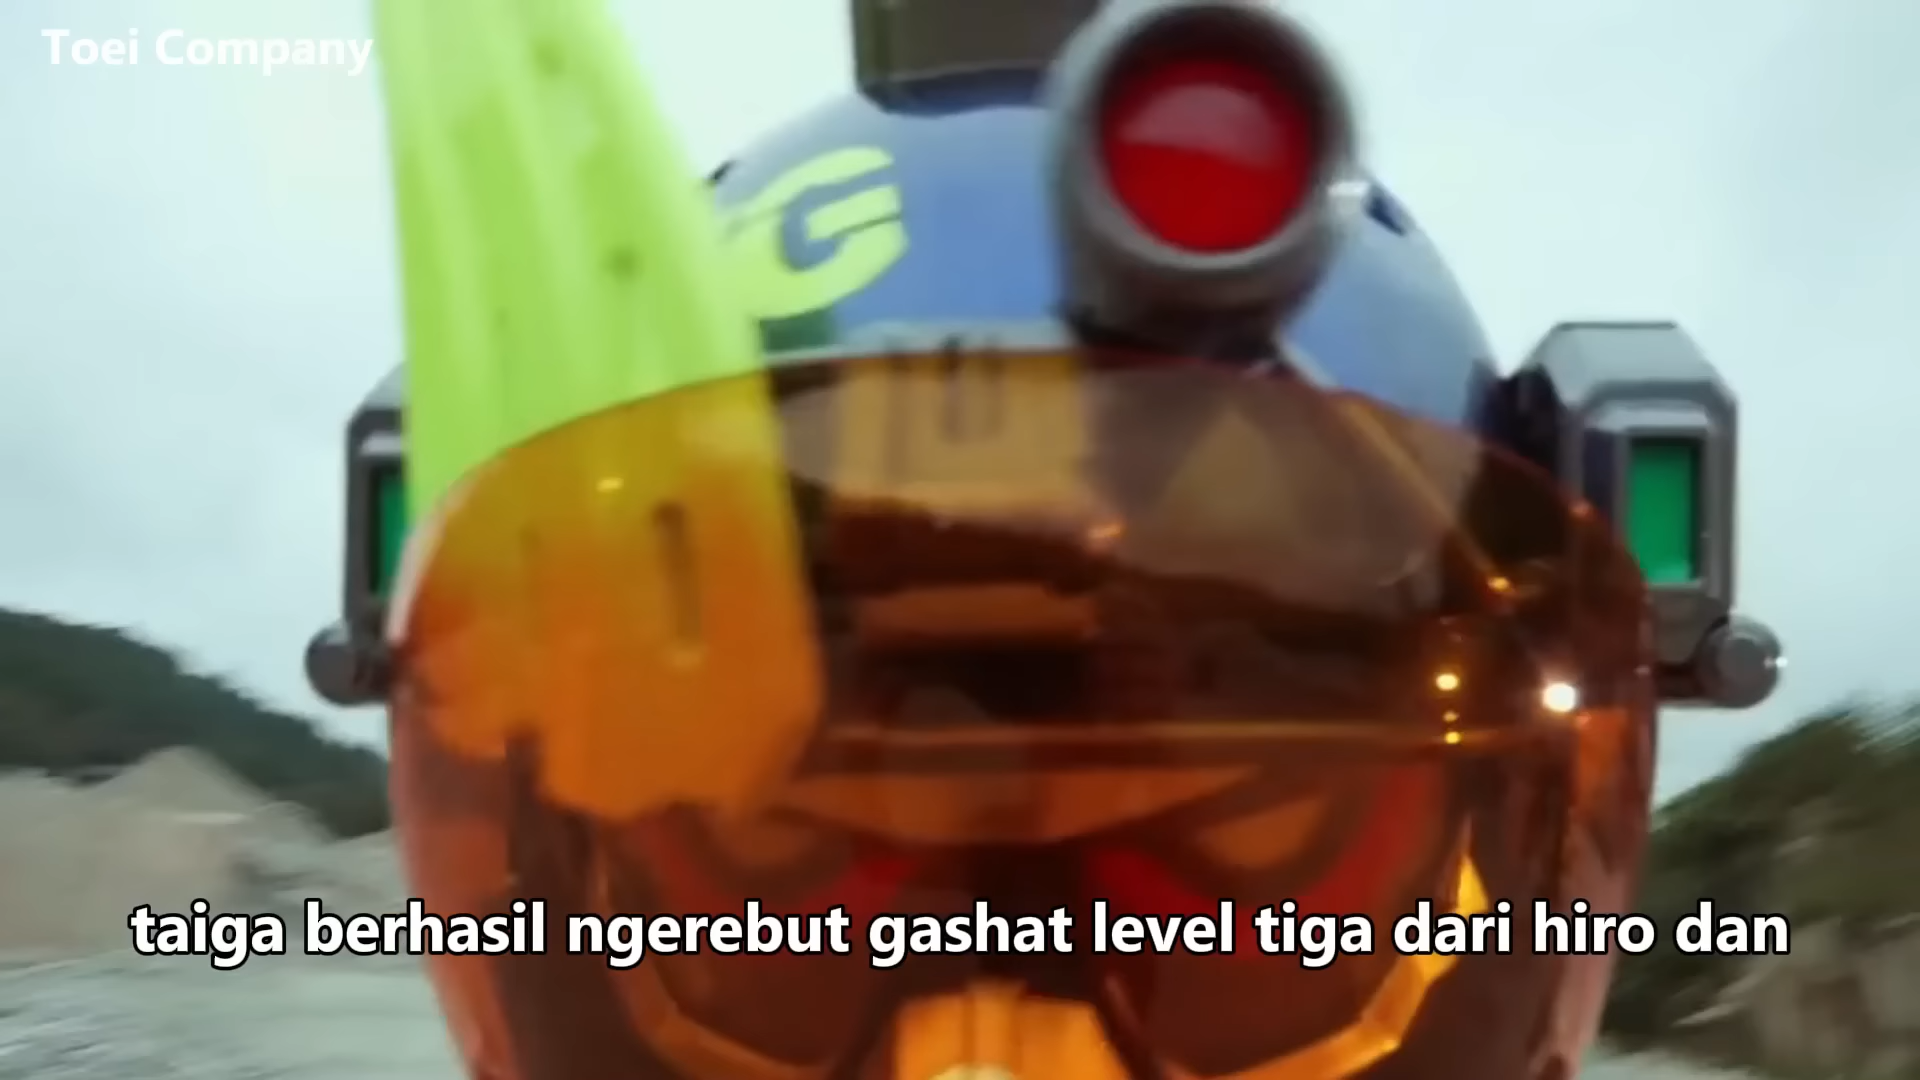 Toei Company
G
taiga berhasil ngerebut gashat level tiga dari hiro dan